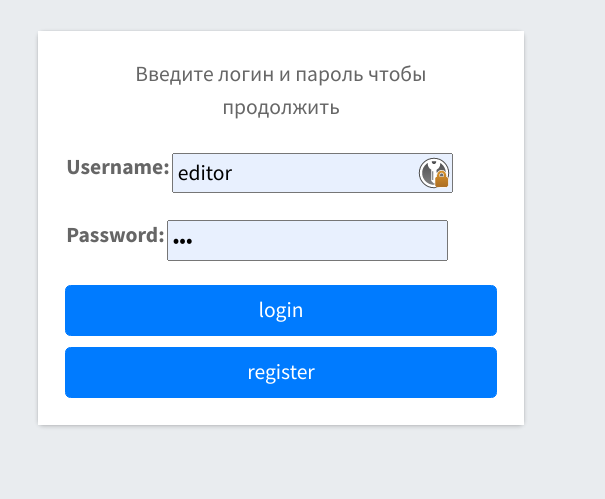 Введите логин и пароль чтобы
продолжить
Username: editor
Password: •••
login
register